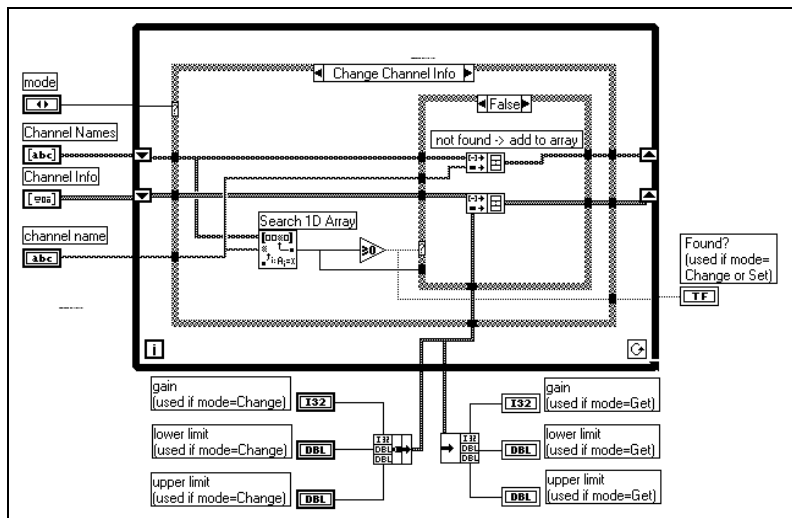 Change Channel Info
mode
False
Channel Names
[abc]
not found -> add to array
Channel Info
channel name
abc
Search 1D Array
i:Ai=X
≥0
Found?
(used if mode=
Change or Set)
TF
i
gain
(used if mode=Change)
I32
lower limit
(used if mode=Change)
DBL
upper limit
(used if mode=Change)
DBL
I32
DBL
DBL
I32
DBL
DBL
I32
gain
(used if mode=Get)
DBL
lower limit
(used if mode=Get)
DBL
upper limit
(used if mode=Get)